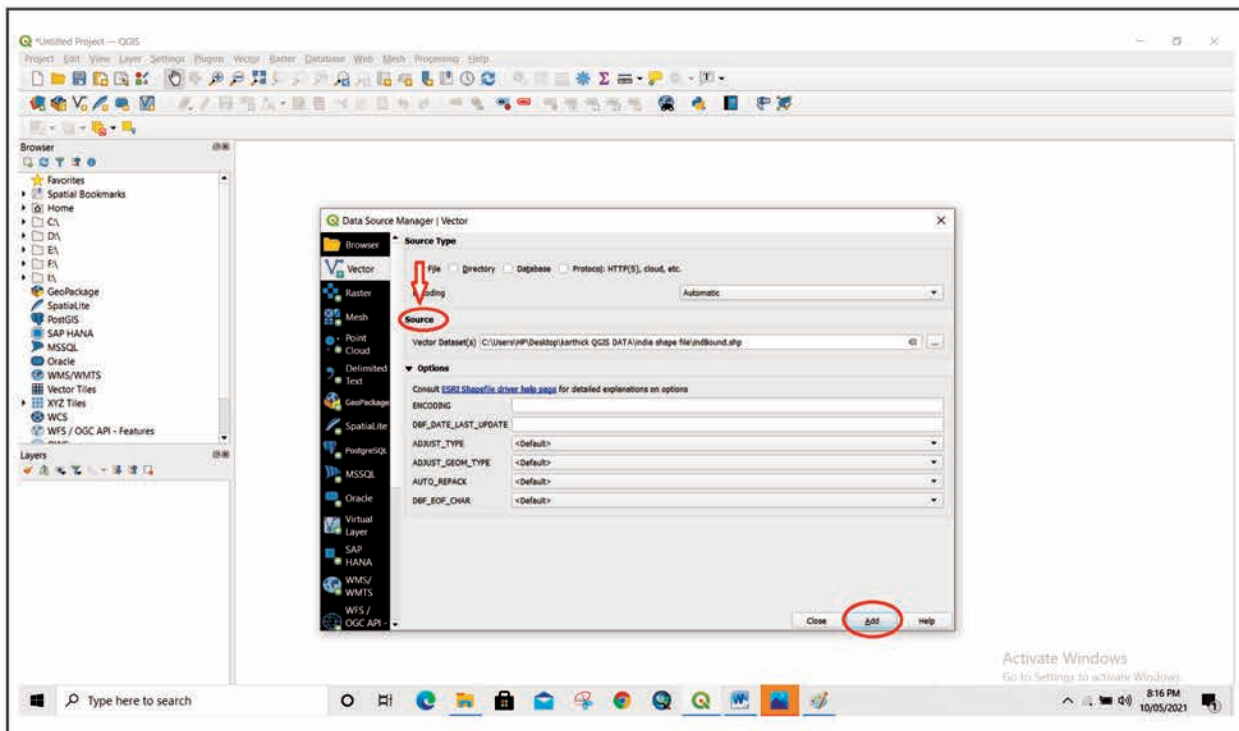 *Untitled Project — QGIS
Project Edit View Layer Settings Plugins Vector Raster Database Web Mesh Processing Help
Browser
Favorites
Spatial Bookmarks
Home
C:\
D:\
E:\
F:\
I:\
GeoPackage
SpatiaLite
PostGIS
SAP HANA
MSSQL
Oracle
WMS/WMTS
Vector Tiles
XYZ Tiles
WCS
WFS / OGC API - Features
Layers
Data Source Manager | Vector
Browser
Vector
Raster
Mesh
Point
Cloud
Delimited
Text
GeoPackage
SpatiaLite
PostgreSQL
MSSQL
Oracle
Virtual
Layer
SAP
HANA
WMS/
WMTS
WFS /
OGC API -
Source Type
File Directory Database Protocol: HTTP(S), cloud, etc.
Automatic
Source
Vector Dataset(s) C:\Users\HP\Desktop\karthick QGIS DATA\india shape file\indBound.shp ...
Options
Consult ESRI Shapefile driver help page for detailed explanations on options
ENCODING
DBF_DATE_LAST_UPDATE
ADJUST_TYPE <Default>
ADJUST_GEOM_TYPE <Default>
AUTO_REPACK <Default>
DBF_EOF_CHAR <Default>
Close Add Help
Activate Windows
Go to Settings to activate Windows.
Type here to search
8:16 PM
10/05/2021